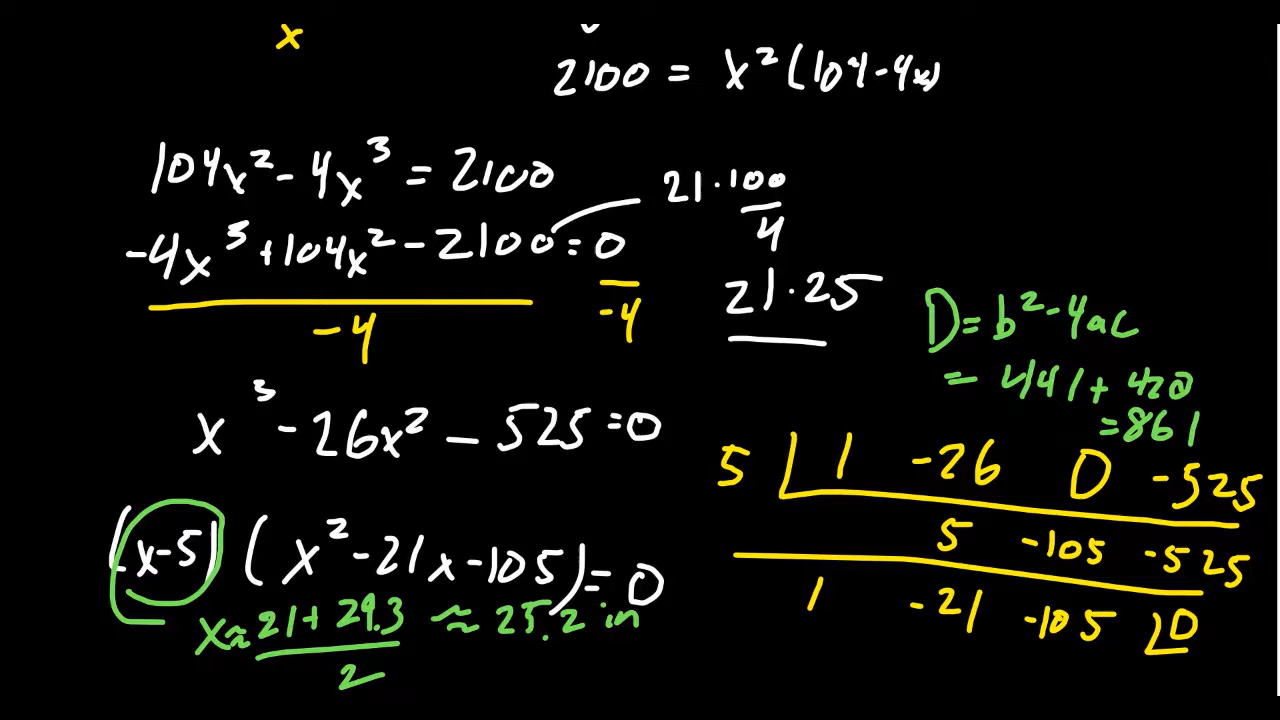 x
2100 = x²(104-4x)
104x² - 4x³ = 2100
21·100
4
-4x³ + 104x² - 2100 = 0
-4
-4
21·25
D = b² - 4ac
= 441 + 420
= 861
x³ - 26x² - 525 = 0
5 1 -26 0 -525
5 -105 -525
1 -21 -105 0
(x-5) (x² - 21x - 105) = 0
x ≈ 21 + 29.3 ≈ 25.2 in
2